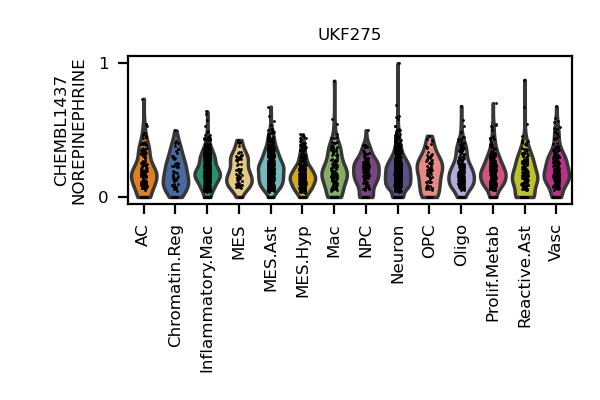 UKF275
CHEMBL1437
NOREPINEPHRINE
1
0
AC
Chromatin.Reg
Inflammatory.Mac
MES
MES.Ast
MES.Hyp
Mac
NPC
Neuron
OPC
Oligo
Prolif.Metab
Reactive.Ast
Vasc